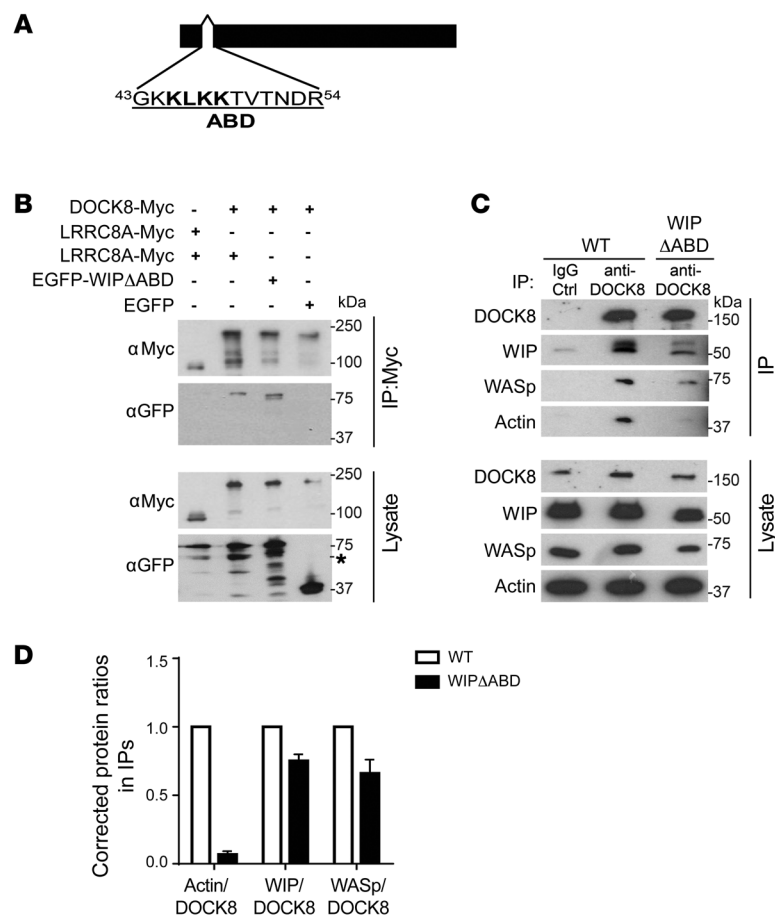 A
43GKKLKKTVTNDR54
ABD
B
DOCK8-Myc - + + +
LRRC8A-Myc + - - -
LRRC8A-Myc + + - -
EGFP-WIPΔABD - - + -
EGFP - - - +
kDa
αMyc
-250
-100
αGFP
-75
-37
IP:Myc
αMyc
-250
-100
αGFP
-75
*
-37
Lysate
C
WT
WIP
ΔABD
IP:
IgG
Ctrl
anti-
DOCK8
anti-
DOCK8
kDa
DOCK8
-150
WIP
-50
WASp
-75
Actin
-37
IP
DOCK8
-150
WIP
-50
WASp
-75
Actin
-37
Lysate
D
Corrected protein ratios
in IPs
1.5
1.0
0.5
0.0
Actin/
DOCK8
WIP/
DOCK8
WASp/
DOCK8
WT
WIPΔABD